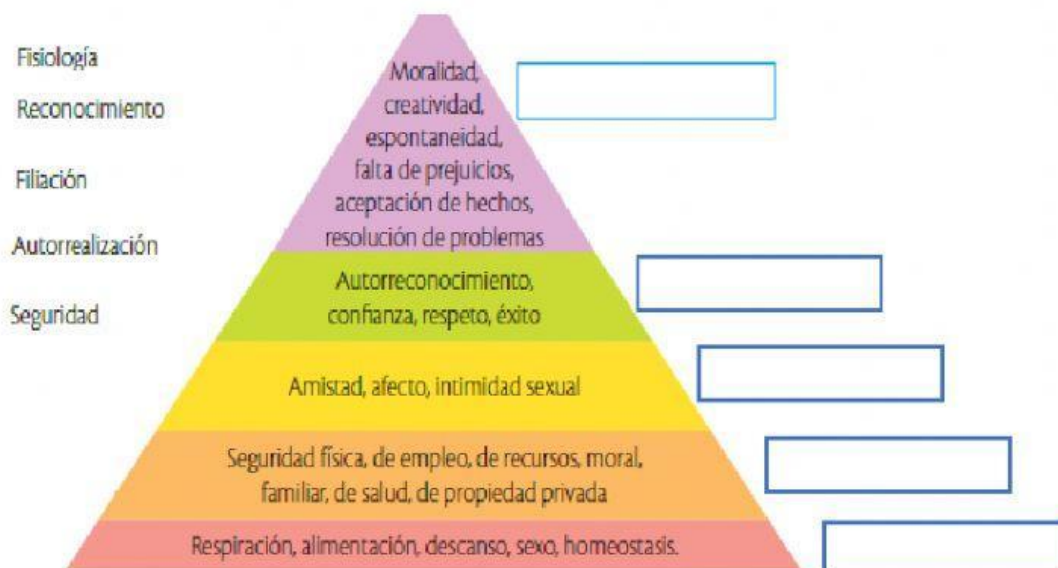 Fisiología
Reconocimiento
Filiación
Autorrealización
Seguridad
Moralidad,
creatividad,
espontaneidad,
falta de prejuicios,
aceptación de hechos,
resolución de problemas
Autorreconocimiento,
confianza, respeto, éxito
Amistad, afecto, intimidad sexual
Seguridad física, de empleo, de recursos, moral,
familiar, de salud, de propiedad privada
Respiración, alimentación, descanso, sexo, homeostasis.